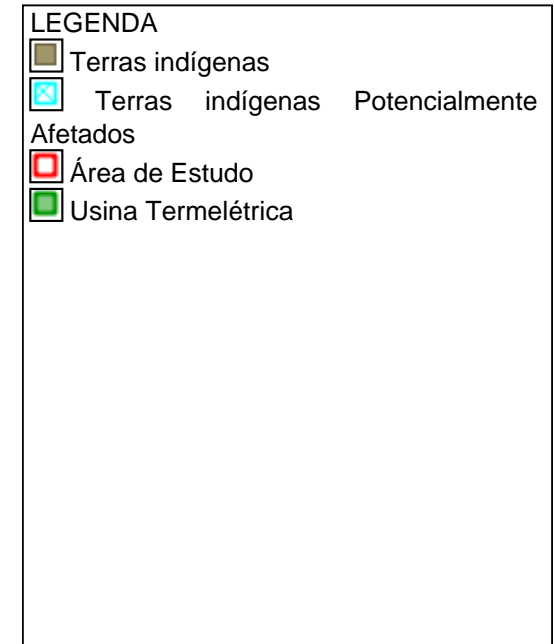 LEGENDA
Terras indígenas
Terras indígenas Potencialmente
Afetados
Área de Estudo
Usina Termelétrica